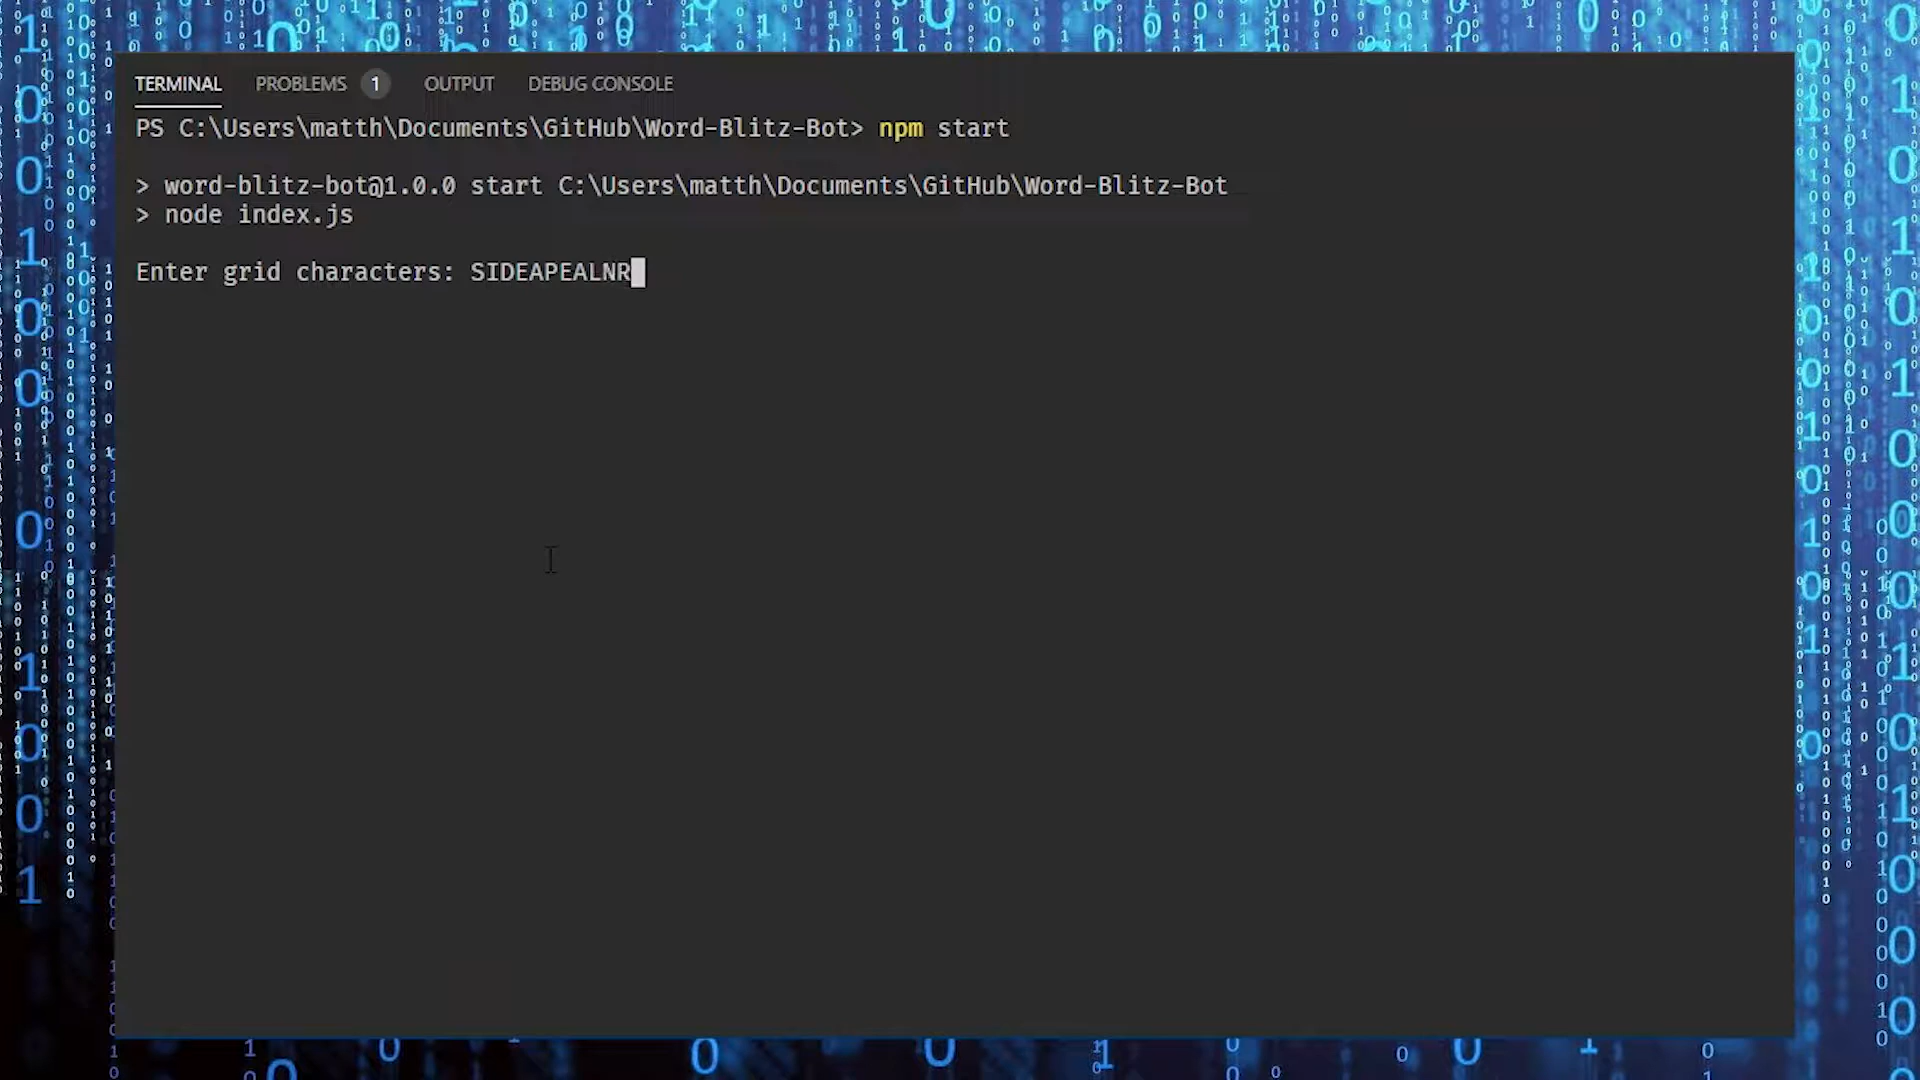 TERMINAL PROBLEMS 1 OUTPUT DEBUG CONSOLE
PS C:\Users\matth\Documents\GitHub\Word-Blitz-Bot> npm start
> word-blitz-bot@1.0.0 start C:\Users\matth\Documents\GitHub\Word-Blitz-Bot
> node index.js
Enter grid characters: SIDEAPEALNR